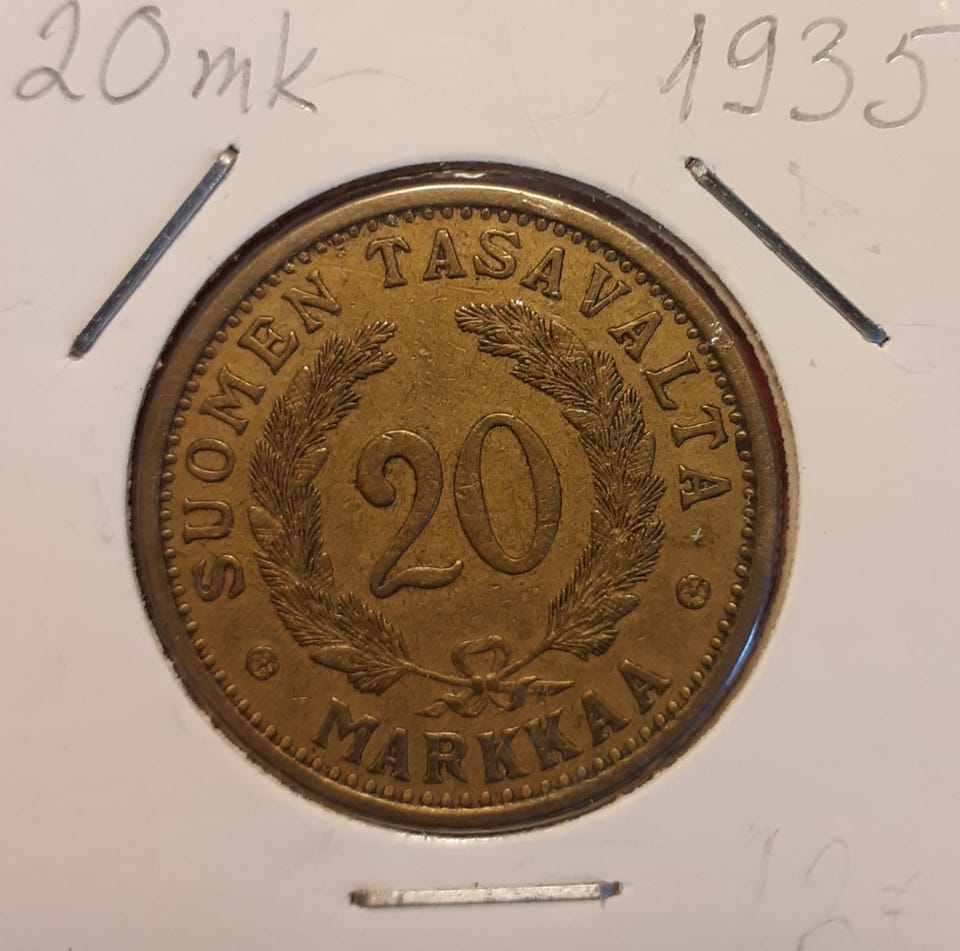 20 mk 1935
SUOMEN TASAVALTA
20
MARKKAA